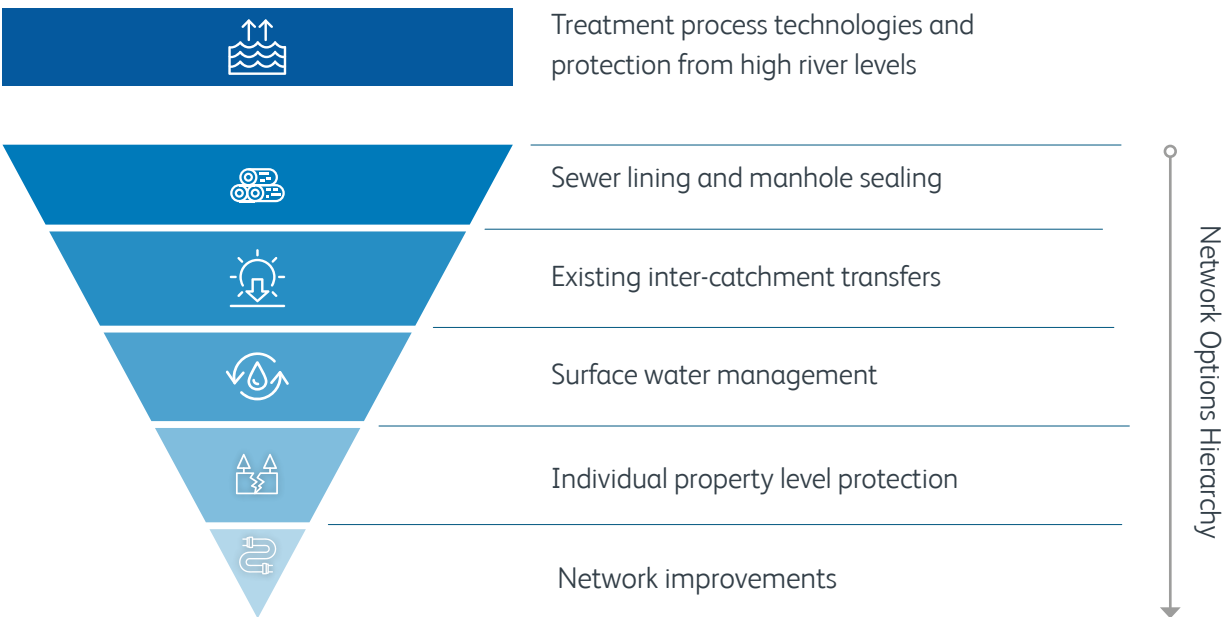 Treatment process technologies and
protection from high river levels
Sewer lining and manhole sealing
Existing inter-catchment transfers
Surface water management
Individual property level protection
Network improvements
Network Options Hierarchy